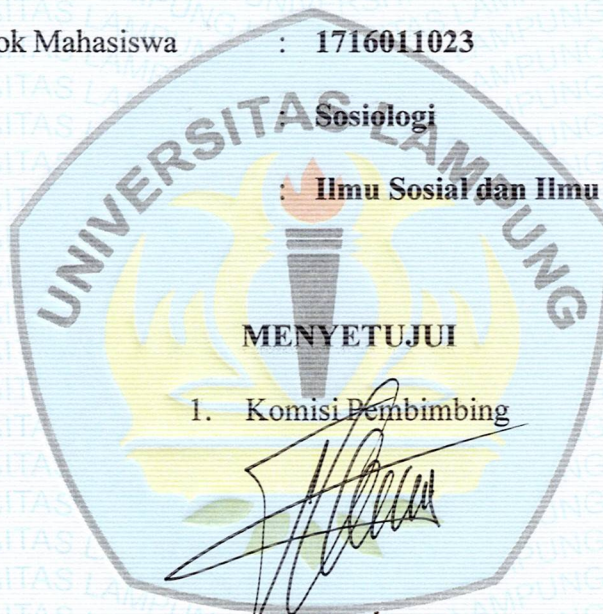 ok Mahasiswa : 1716011023
: Sosiologi
: Ilmu Sosial dan Ilmu
UNIVERSITAS LAMPUNG
MENYETUJUI
1. Komisi Pembimbing